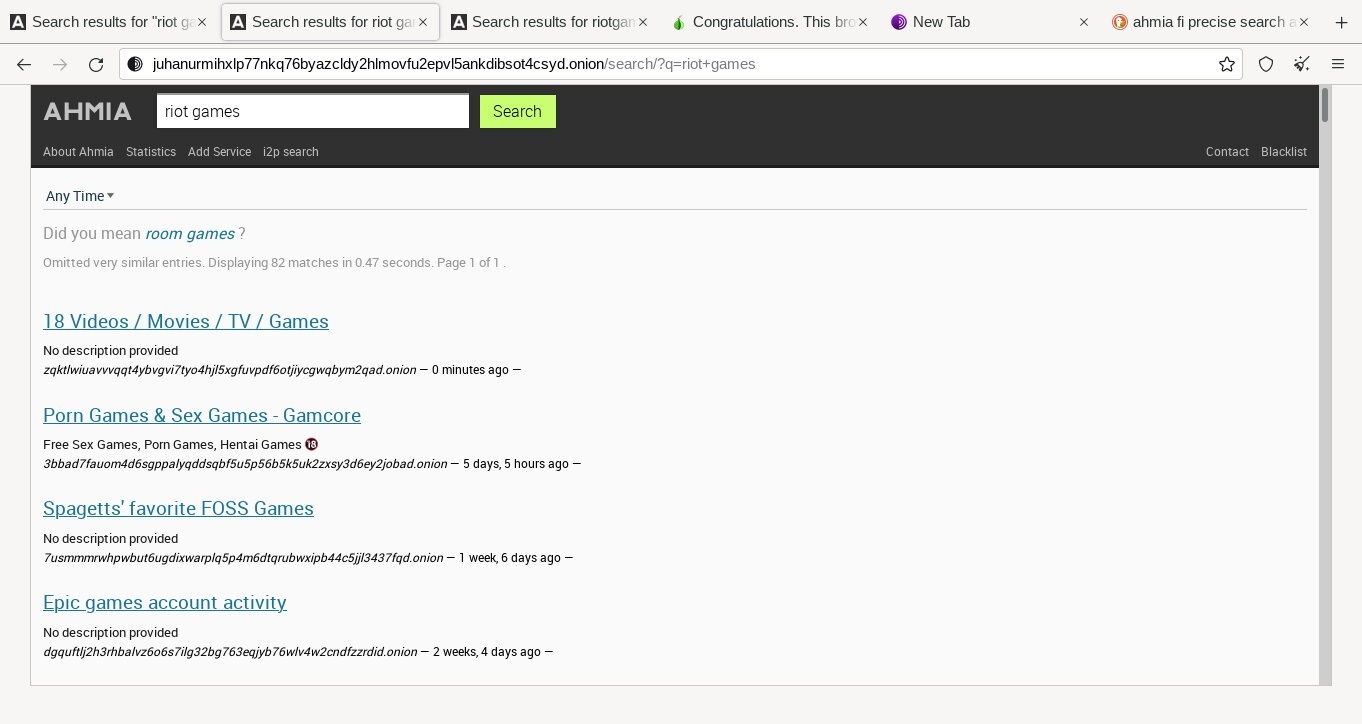 Search results for "riot ga
Search results for riot gar
Search results for riotgam
Congratulations. This bro
New Tab
ahmia fi precise search a
juhanurmihxlp77nkq76byazcldy2hlmovfu2epvl5ankdibsot4csyd.onion/search/?q=riot+games
AHMIA
riot games
Search
About Ahmia Statistics Add Service i2p search Contact Blacklist
Any Time
Did you mean room games ?
Omitted very similar entries. Displaying 82 matches in 0.47 seconds. Page 1 of 1 .
18 Videos / Movies / TV / Games
No description provided
zqktlwiuavvvqqt4ybvgvi7tyo4hjl5xgfuvpdf6otjiycgwqbym2qad.onion — 0 minutes ago —
Porn Games & Sex Games - Gamcore
Free Sex Games, Porn Games, Hentai Games 🔞
3bbad7fauom4d6sgppalyqddsqbf5u5p56b5k5uk2zxsy3d6ey2jobad.onion — 5 days, 5 hours ago —
Spagetts' favorite FOSS Games
No description provided
7usmmmrwhpwbut6ugdixwarplq5p4m6dtqrubwxipb44c5jjl3437fqd.onion — 1 week, 6 days ago —
Epic games account activity
No description provided
dgquftlj2h3rhbalvz6o6s7ilg32bg763eqjyb76wlv4w2cndfzzrdid.onion — 2 weeks, 4 days ago —